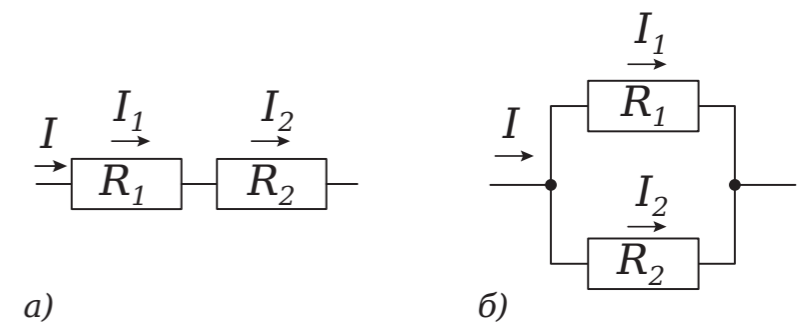 I
I₁
I₂
R₁
R₂
а)
I
I₁
R₁
I₂
R₂
б)